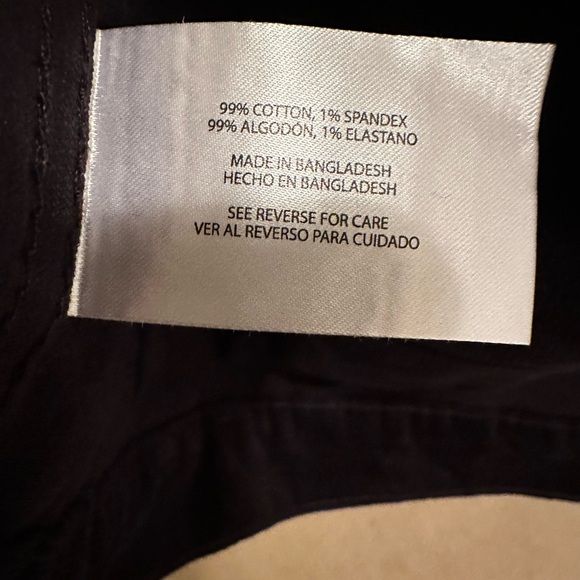 99% COTTON, 1% SPANDEX
99% ALGODÓN, 1% ELASTANO
MADE IN BANGLADESH
HECHO EN BANGLADESH
SEE REVERSE FOR CARE
VER AL REVERSO PARA CUIDADO